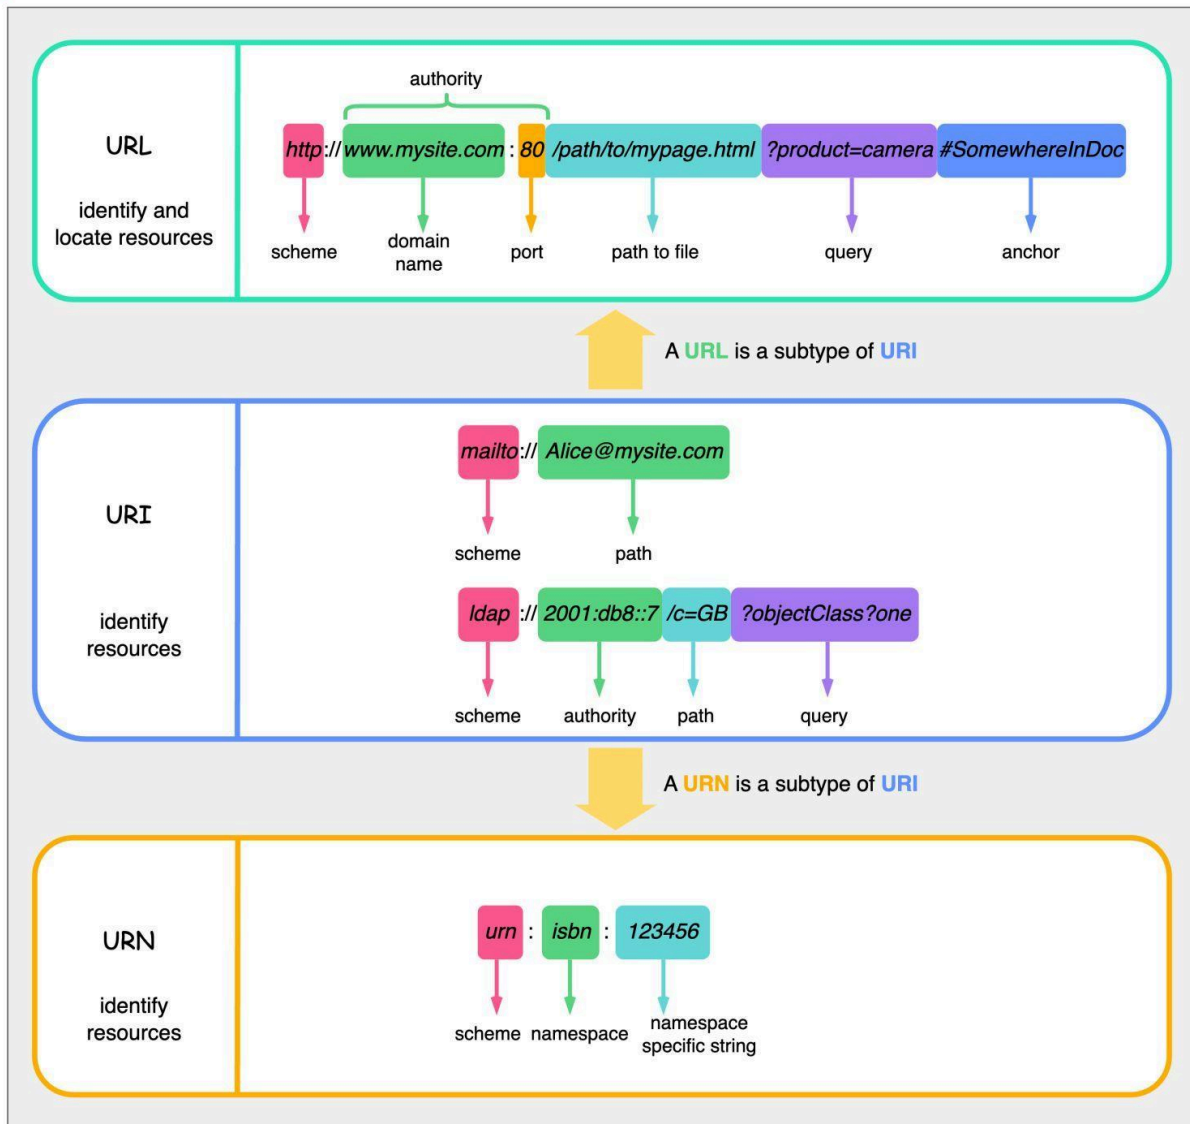 authority
URL
http://www.mysite.com:80/path/to/mypage.html?product=camera#SomewhereInDoc
identify and
locate resources
scheme
domain
name
port
path to file
query
anchor
A URL is a subtype of URI
URI
identify
resources
mailto://Alice@mysite.com
scheme
path
ldap://2001:db8::7/c=GB?objectClass?one
scheme
authority
path
query
A URN is a subtype of URI
URN
identify
resources
urn : isbn : 123456
scheme
namespace
namespace
specific string